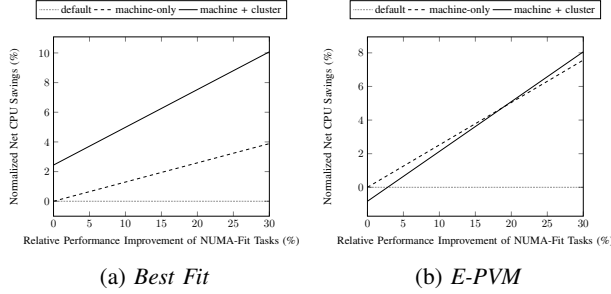 default machine-only machine + cluster
default machine-only machine + cluster
Normalized Net CPU Savings (%)
10
8
6
4
2
0
0 5 10 15 20 25 30
Relative Performance Improvement of NUMA-Fit Tasks (%)
(a) Best Fit
Normalized Net CPU Savings (%)
8
6
4
2
0
0 5 10 15 20 25 30
Relative Performance Improvement of NUMA-Fit Tasks (%)
(b) E-PVM